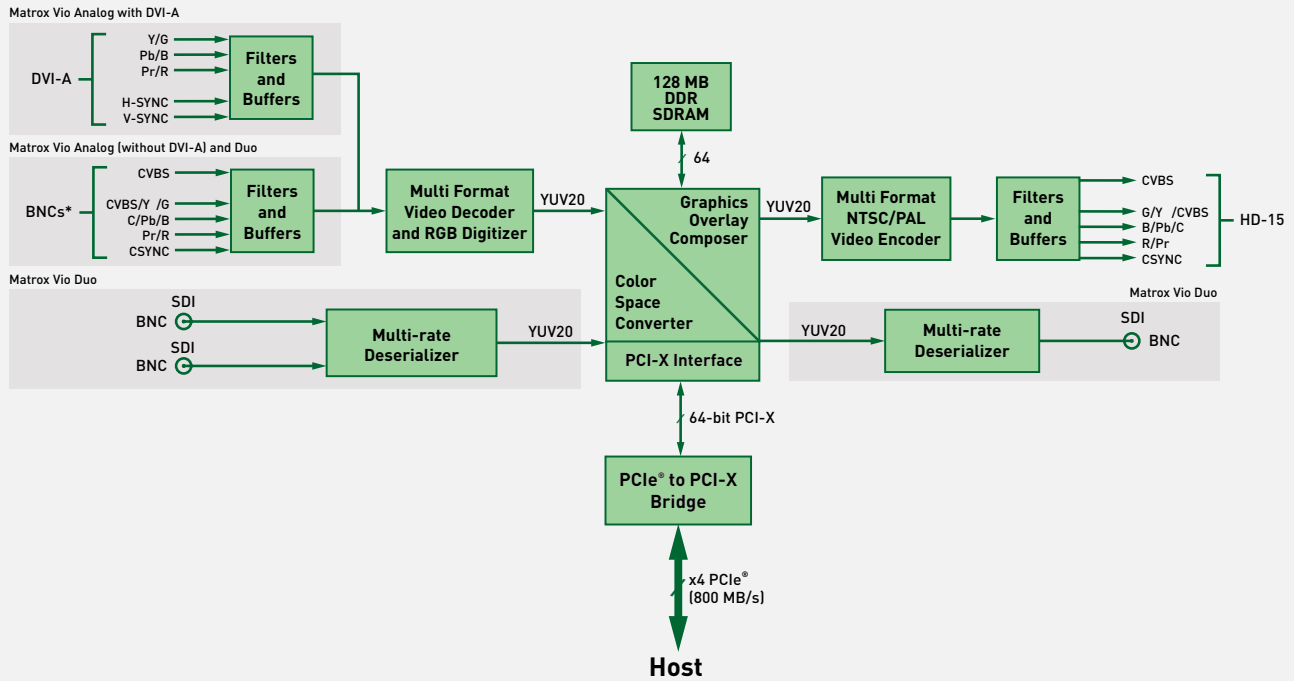 Matrox Vio Analog with DVI-A
DVI-A
Y/G
Pb/B
Pr/R
H-SYNC
V-SYNC
Filters
and
Buffers
Matrox Vio Analog (without DVI-A) and Duo
BNCs*
CVBS
CVBS/Y /G
C/Pb/B
Pr/R
CSYNC
Filters
and
Buffers
Multi Format
Video Decoder
and RGB Digitizer
YUV20
Matrox Vio Duo
SDI
BNC
SDI
BNC
Multi-rate
Deserializer
YUV20
128 MB
DDR
SDRAM
64
Graphics
Overlay
Composer
Color
Space
Converter
PCI-X Interface
64-bit PCI-X
PCIe® to PCI-X
Bridge
x4 PCIe®
(800 MB/s)
Host
YUV20
Multi Format
NTSC/PAL
Video Encoder
Filters
and
Buffers
CVBS
G/Y /CVBS
B/Pb/C
R/Pr
CSYNC
HD-15
Matrox Vio Duo
YUV20
Multi-rate
Deserializer
SDI
BNC